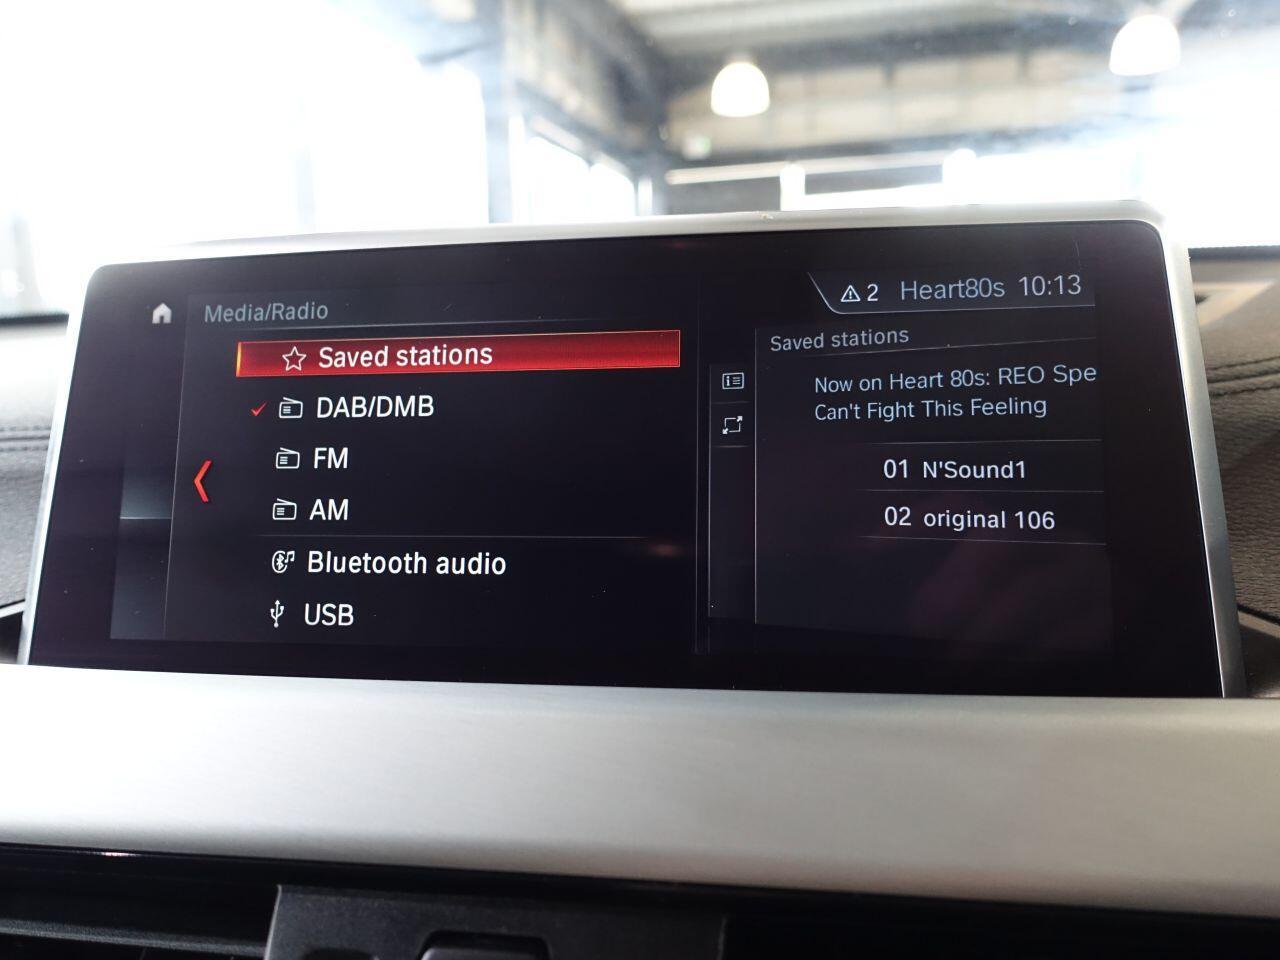 Media/Radio
2 Heart80s 10:13
Saved stations
DAB/DMB
FM
AM
Bluetooth audio
USB
Saved stations
Now on Heart 80s: REO Spe
Can't Fight This Feeling
01 N'Sound1
02 original 106